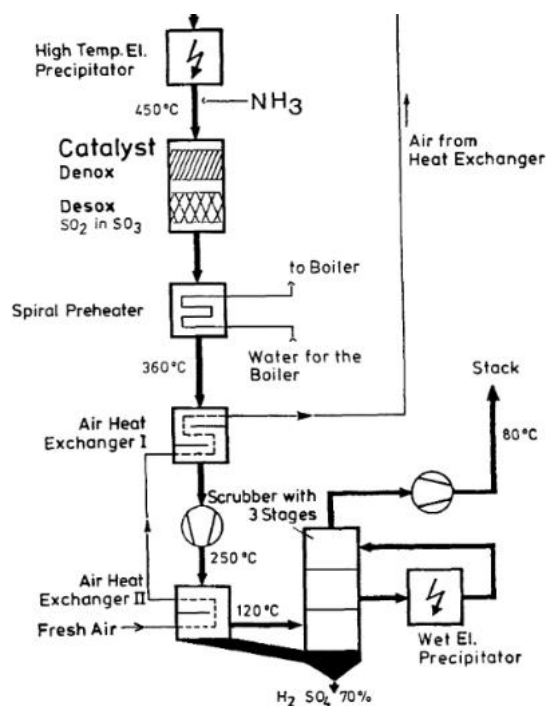 High Temp. El.
Precipitator
450°C
NH3
Catalyst
Denox
Desox
SO2 in SO3
Air from
Heat Exchanger
to Boiler
Spiral Preheater
Water for the
Boiler
360°C
Stack
Air Heat
Exchanger I
80°C
Scrubber with
3 Stages
250°C
Air Heat
Exchanger II
120°C
Fresh Air
Wet El.
Precipitator
H2 SO4 70%